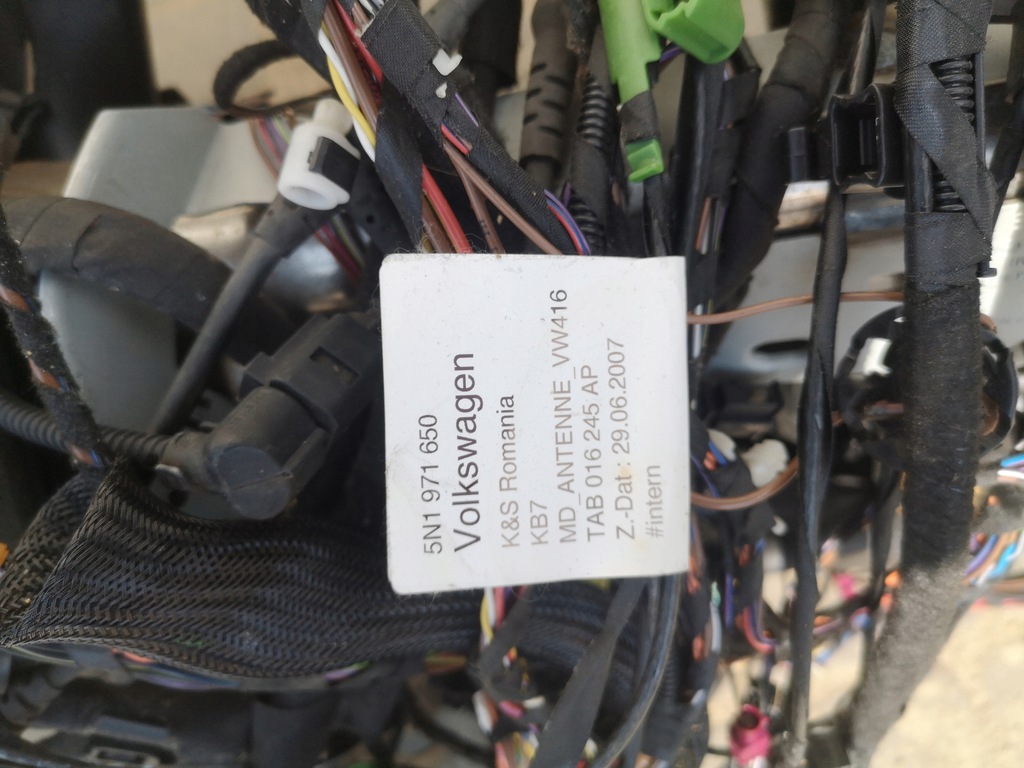 5N1 971 650
Volkswagen
K&S Romania
KB7
MD_ANTENNE_VW416
TAB 016 245 AP
Z.-Dat.: 29.06.2007
#intern